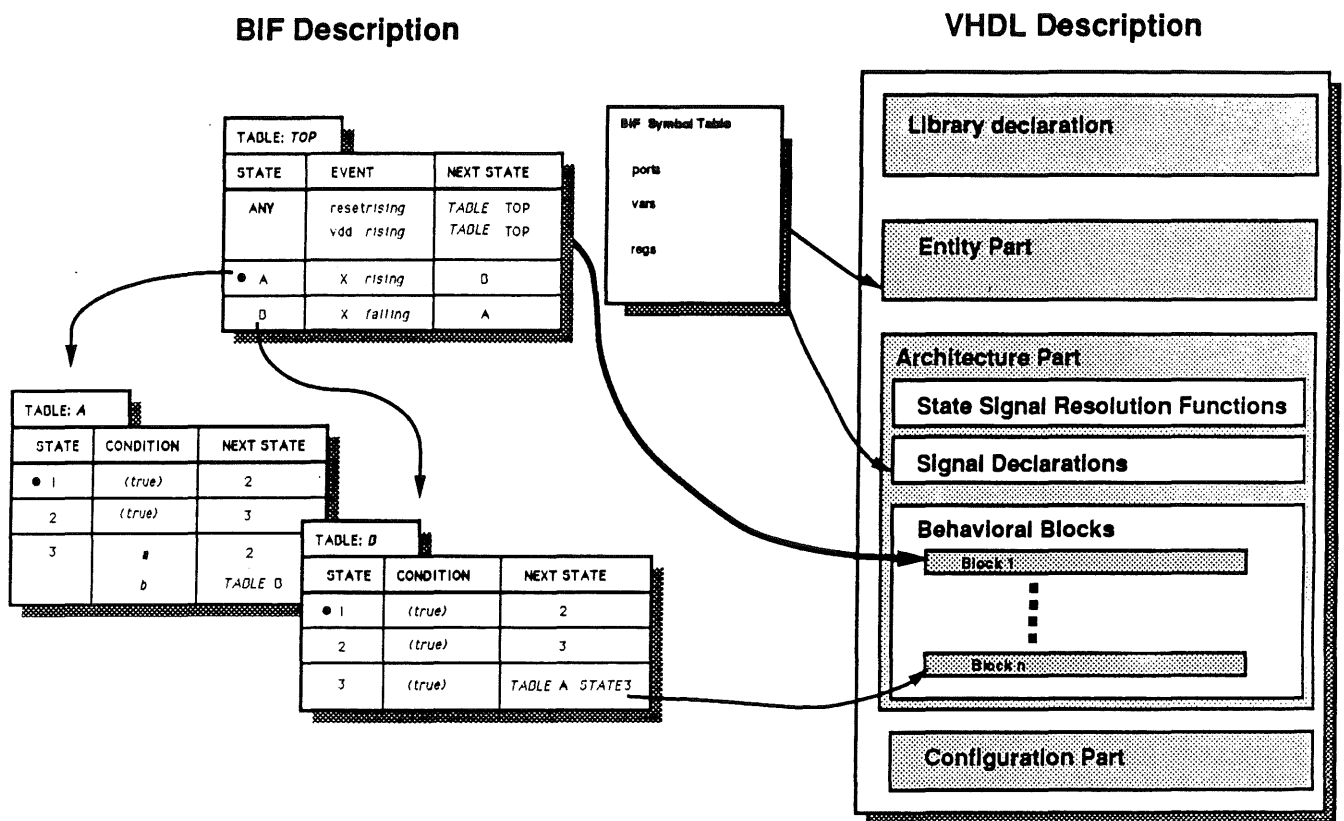 BIF Description
VHDL Description
TABLE: TOP
STATE EVENT NEXT STATE
ANY resetrising TABLE TOP
vdd rising TABLE TOP
A X rising B
B X falling A
BIF Symbol Table
ports
vars
regs
TABLE: A
STATE CONDITION NEXT STATE
1 (true) 2
2 (true) 3
3 a 2
b TABLE B
TABLE: B
STATE CONDITION NEXT STATE
1 (true) 2
2 (true) 3
3 (true) TABLE A STATE3
Library declaration
Entity Part
Architecture Part
State Signal Resolution Functions
Signal Declarations
Behavioral Blocks
Block 1
Block n
Configuration Part